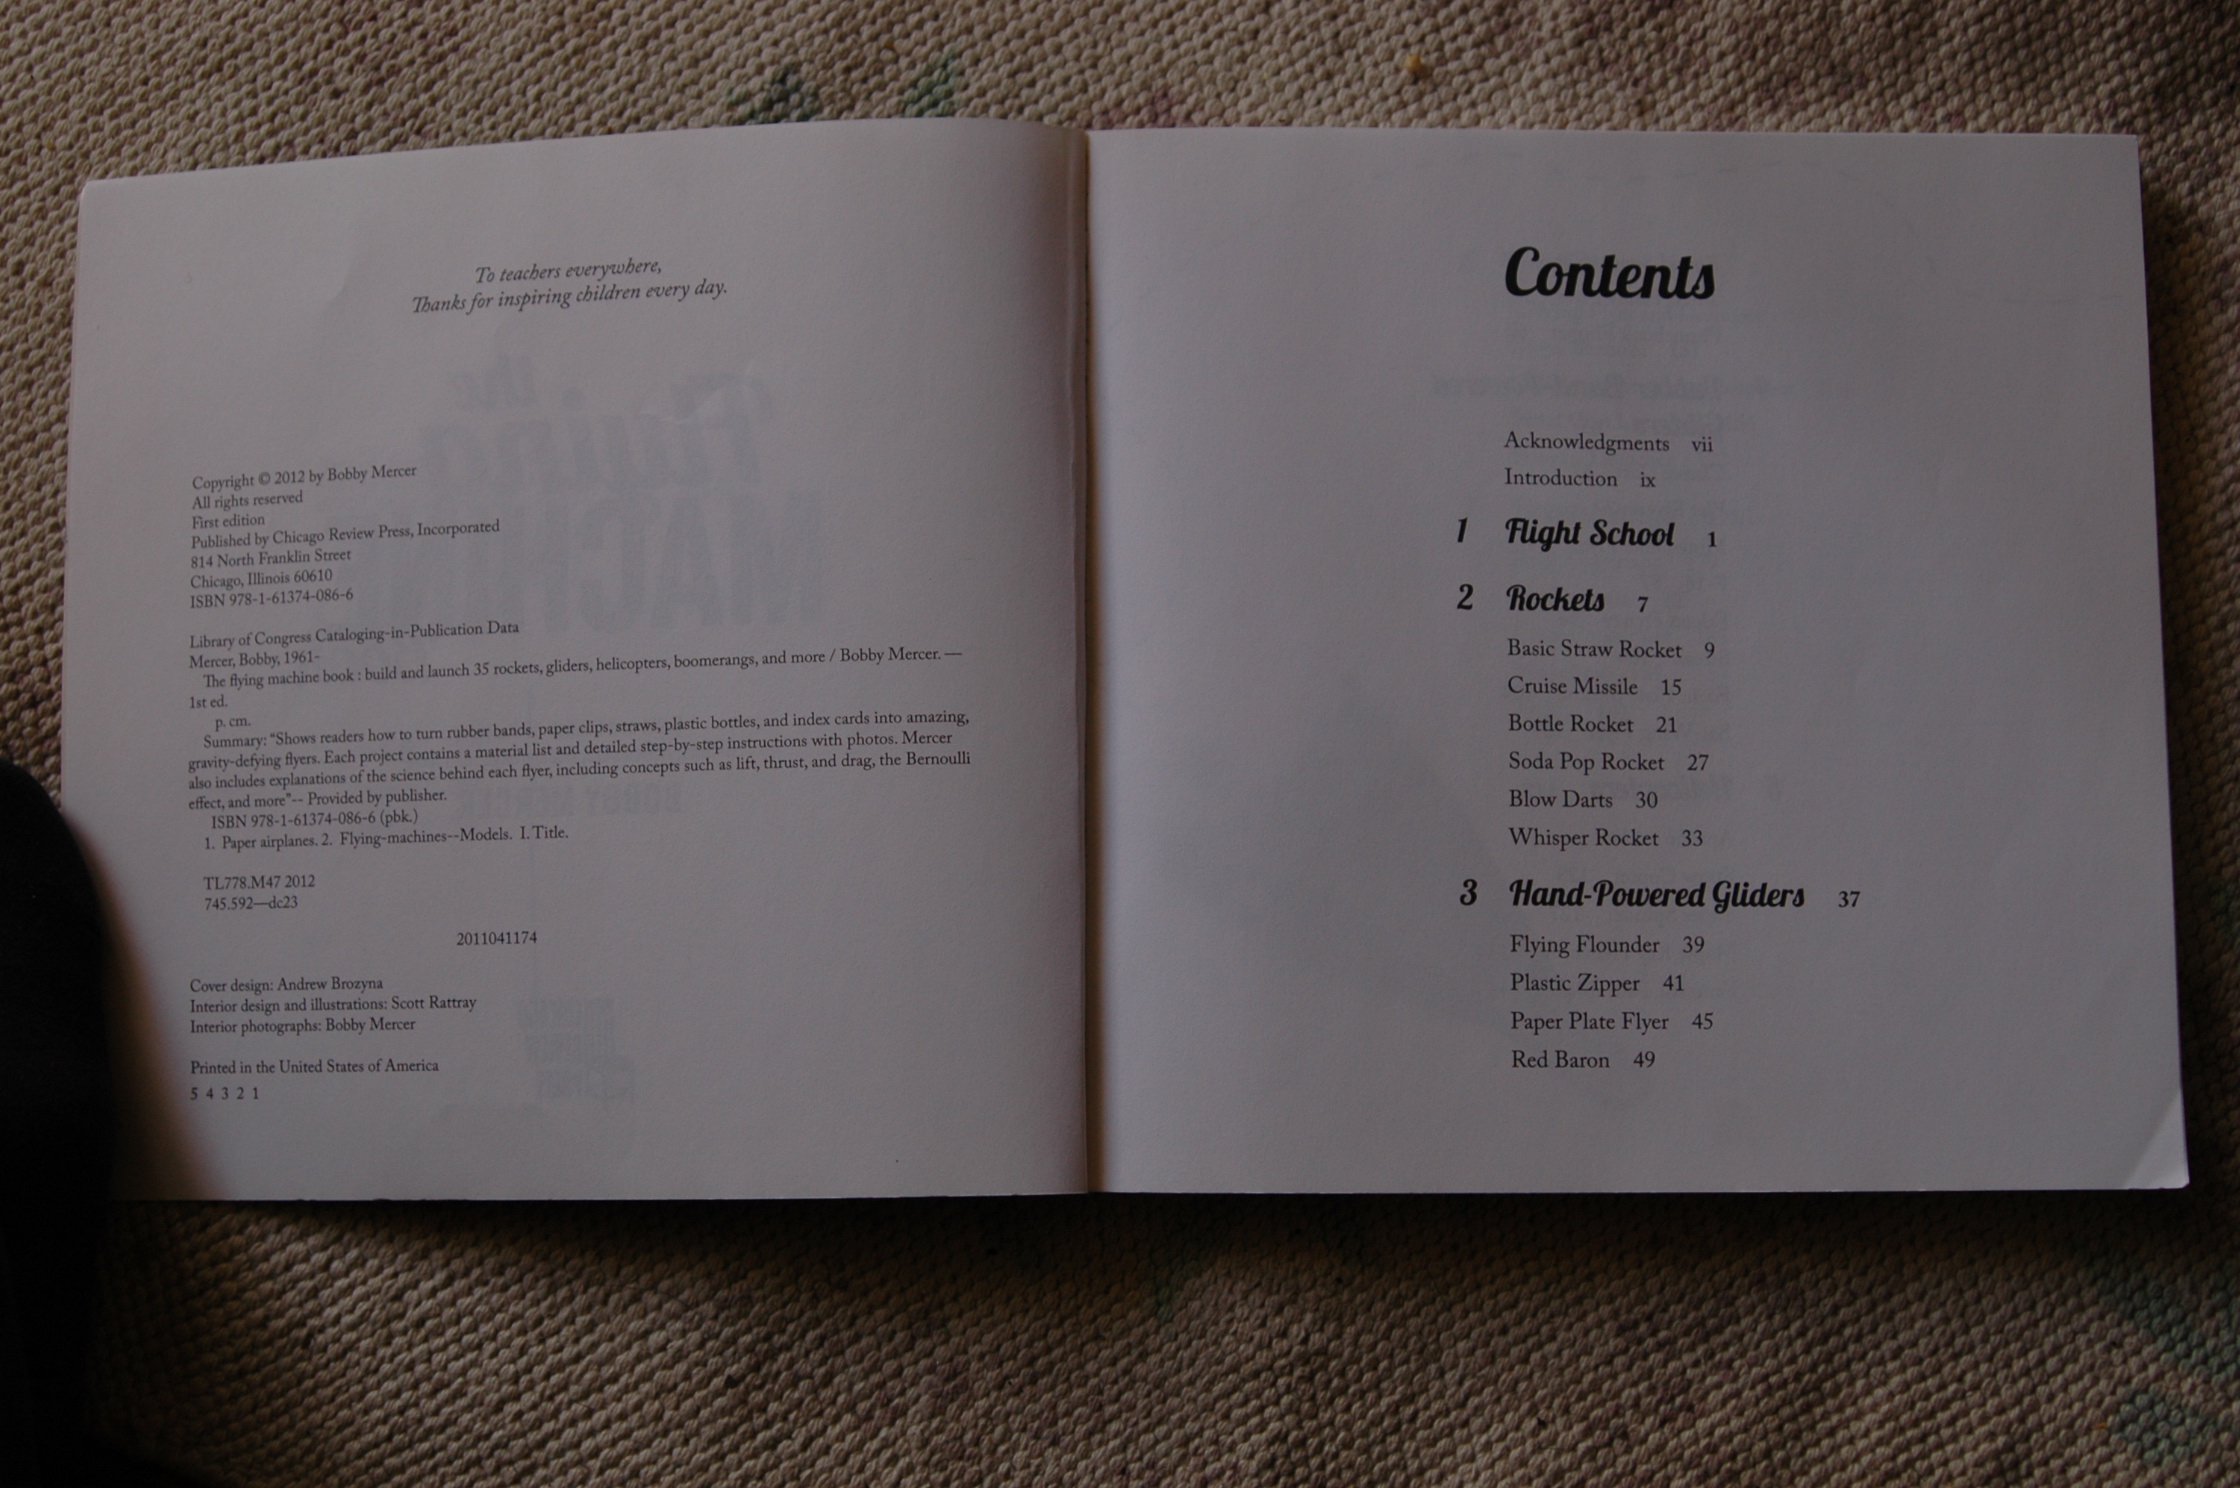 To teachers everywhere,
Thanks for inspiring children every day.
Copyright © 2012 by Bobby Mercer
All rights reserved
First edition
Published by Chicago Review Press, Incorporated
814 North Franklin Street
Chicago, Illinois 60610
ISBN 978-1-61374-086-6
Library of Congress Cataloging-in-Publication Data
Mercer, Bobby, 1961-
The flying machine book : build and launch 35 rockets, gliders, helicopters, boomerangs, and more / Bobby Mercer. —
1st ed.
p. cm.
Summary: "Shows readers how to turn rubber bands, paper clips, straws, plastic bottles, and index cards into amazing,
gravity-defying flyers. Each project contains a material list and detailed step-by-step instructions with photos. Mercer
also includes explanations of the science behind each flyer, including concepts such as lift, thrust, and drag, the Bernoulli
effect, and more"-- Provided by publisher.
ISBN 978-1-61374-086-6 (pbk.)
1. Paper airplanes. 2. Flying-machines--Models. I. Title.
TL778.M47 2012
745.592—dc23
2011041174
Cover design: Andrew Brozyna
Interior design and illustrations: Scott Rattray
Interior photographs: Bobby Mercer
Printed in the United States of America
5 4 3 2 1
Contents
Acknowledgments vii
Introduction ix
1 Flight School 1
2 Rockets 7
Basic Straw Rocket 9
Cruise Missile 15
Bottle Rocket 21
Soda Pop Rocket 27
Blow Darts 30
Whisper Rocket 33
3 Hand-Powered Gliders 37
Flying Flounder 39
Plastic Zipper 41
Paper Plate Flyer 45
Red Baron 49